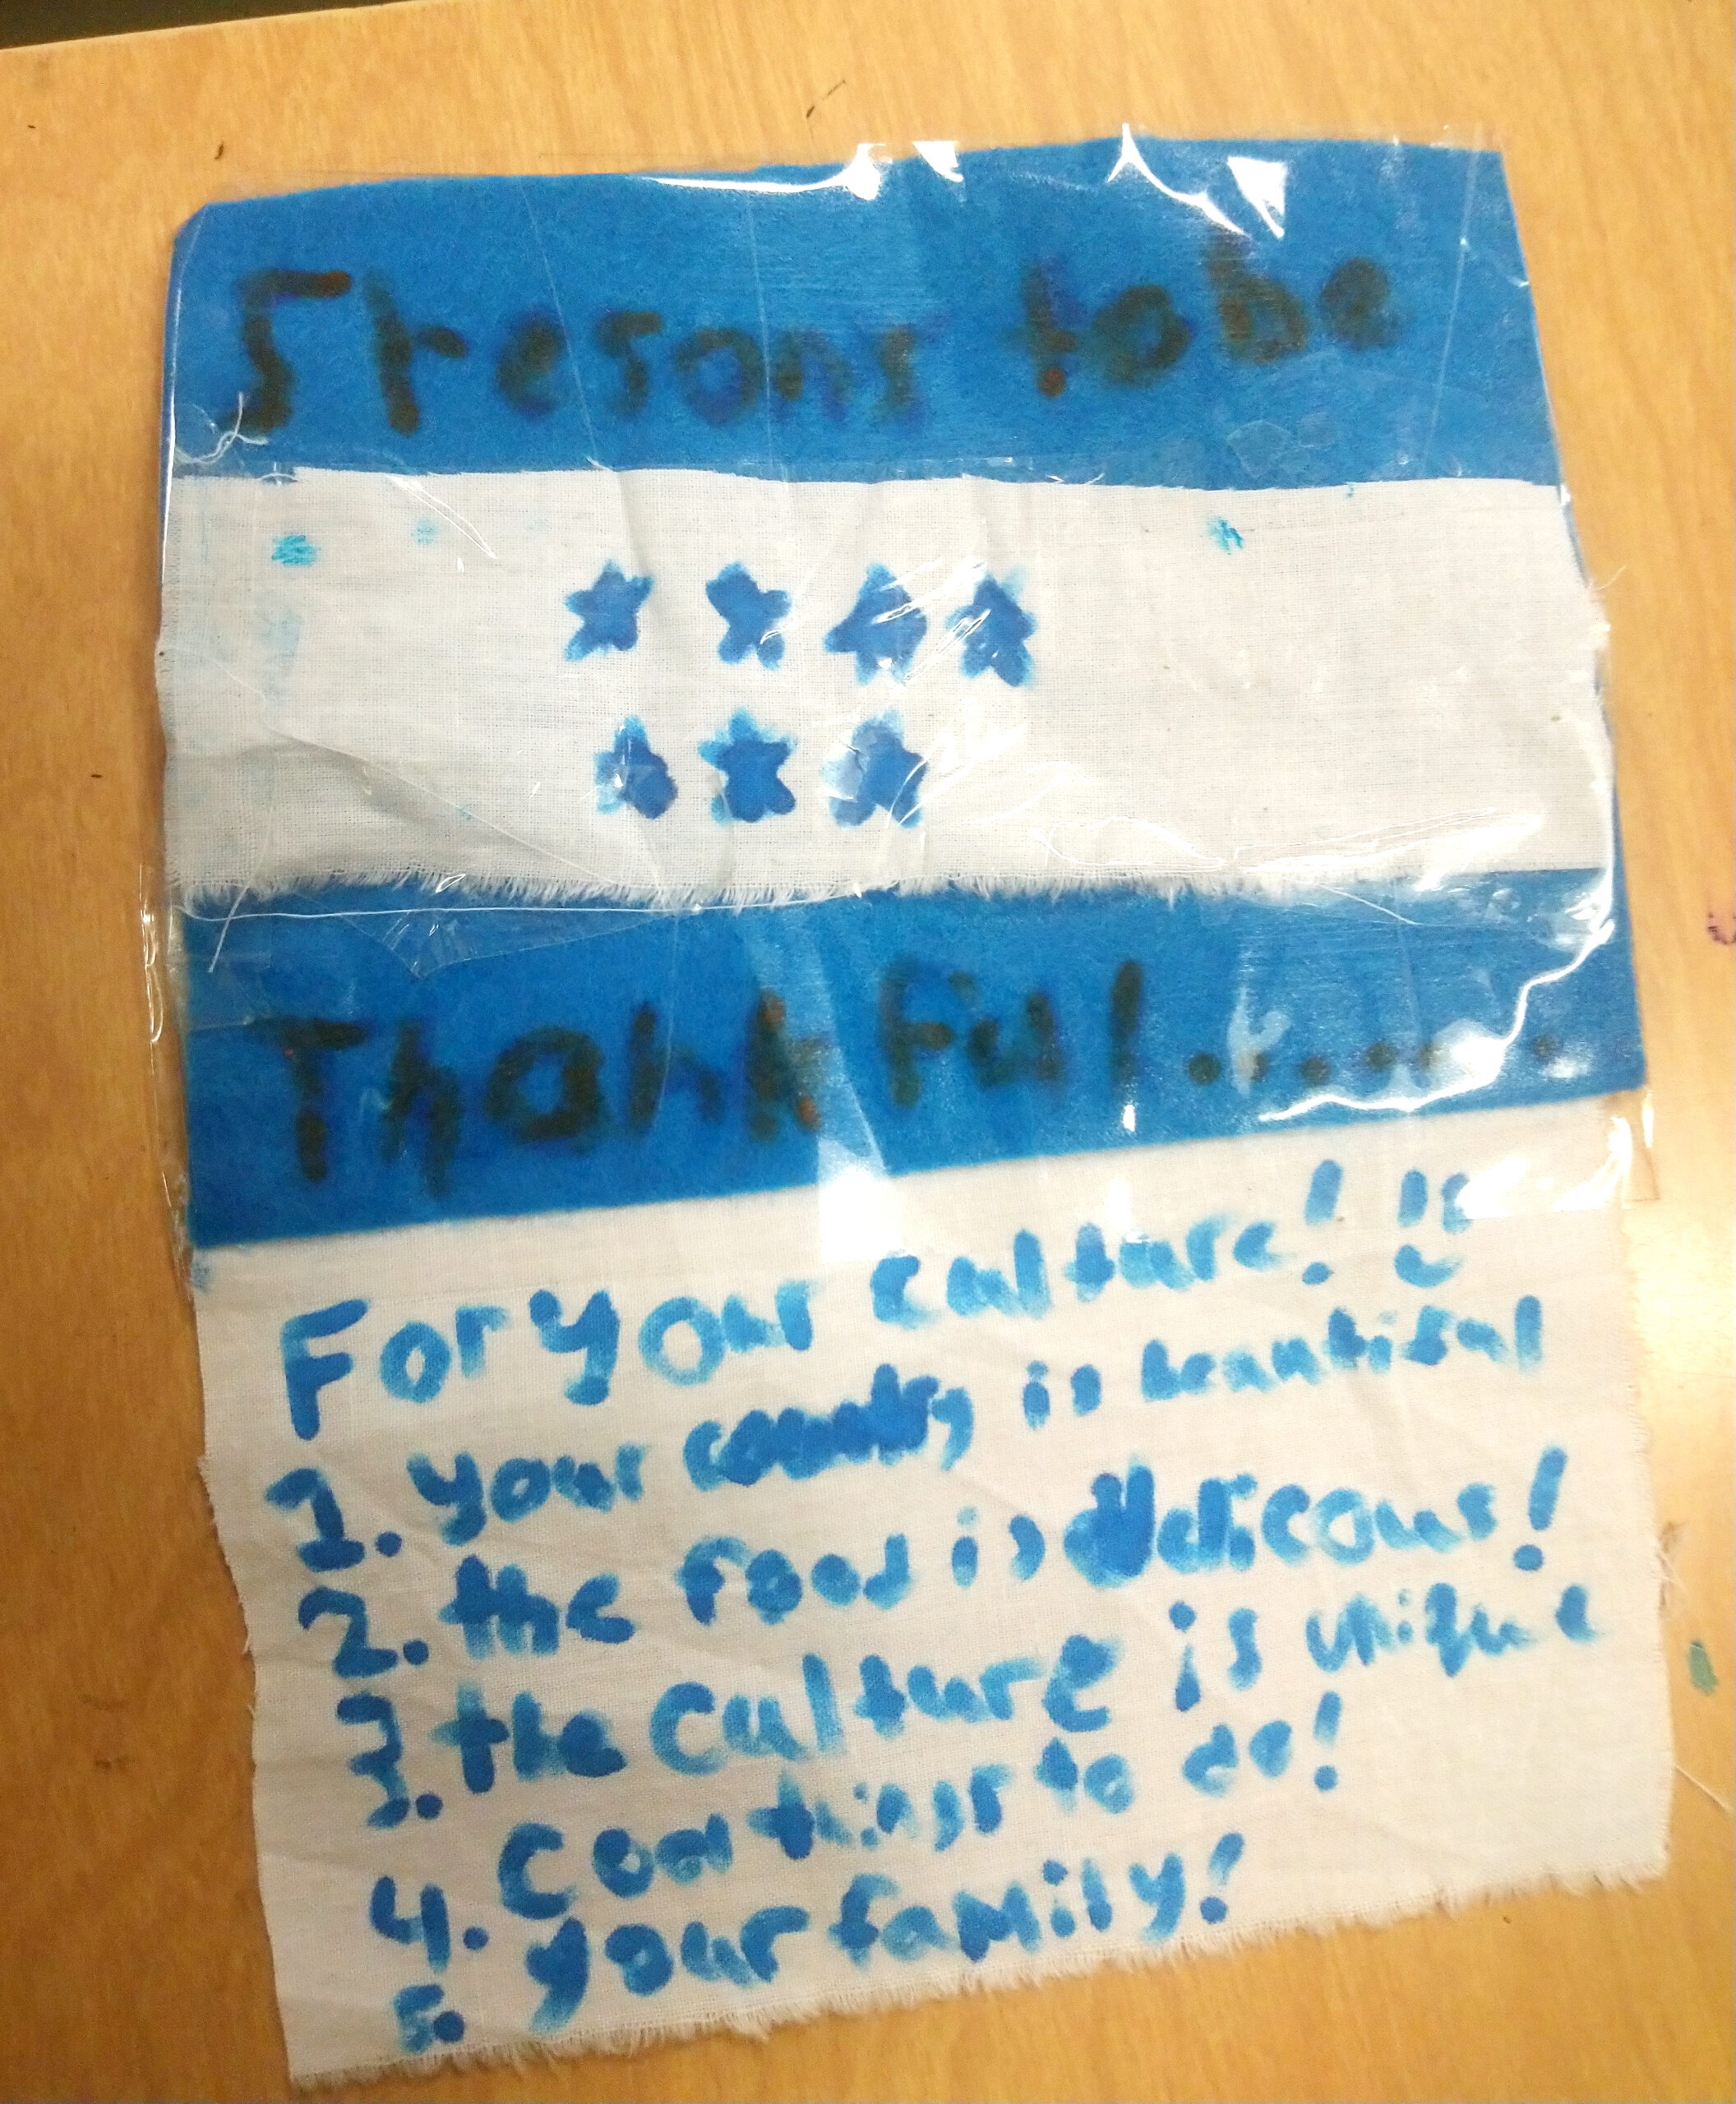 5 resons to be
Thankful.......
For your culture! !!
1. your country is beautiful
2. the food is delicous!
3. the culture is unique
4. Cool things to do!
5. your family!